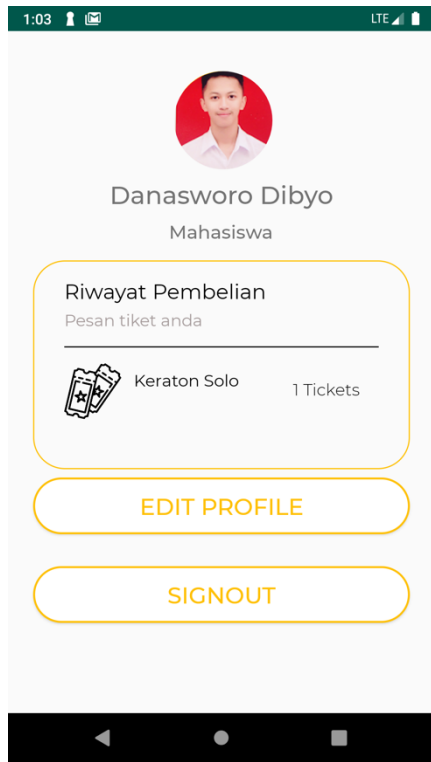 1:03
LTE
Danasworo Dibyo
Mahasiswa
Riwayat Pembelian
Pesan tiket anda
Keraton Solo
1 Tickets
EDIT PROFILE
SIGNOUT